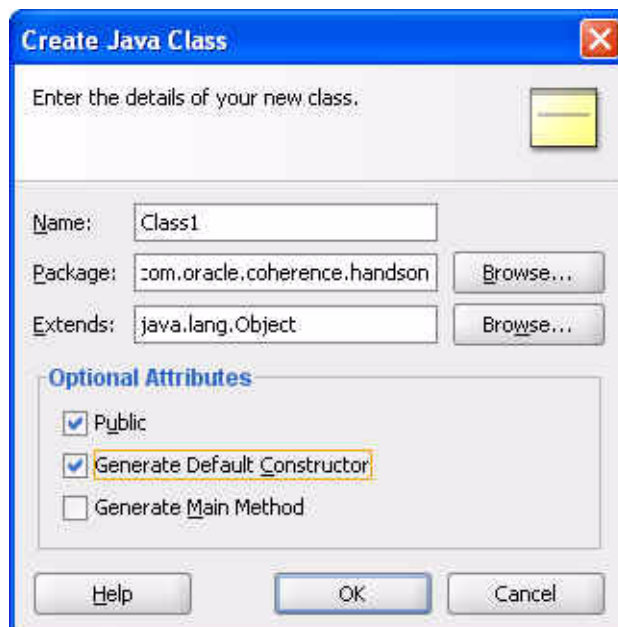 Create Java Class
Enter the details of your new class.
Name: Class1
Package: com.oracle.coherence.handson Browse...
Extends: java.lang.Object Browse...
Optional Attributes
Public
Generate Default Constructor
Generate Main Method
Help OK Cancel